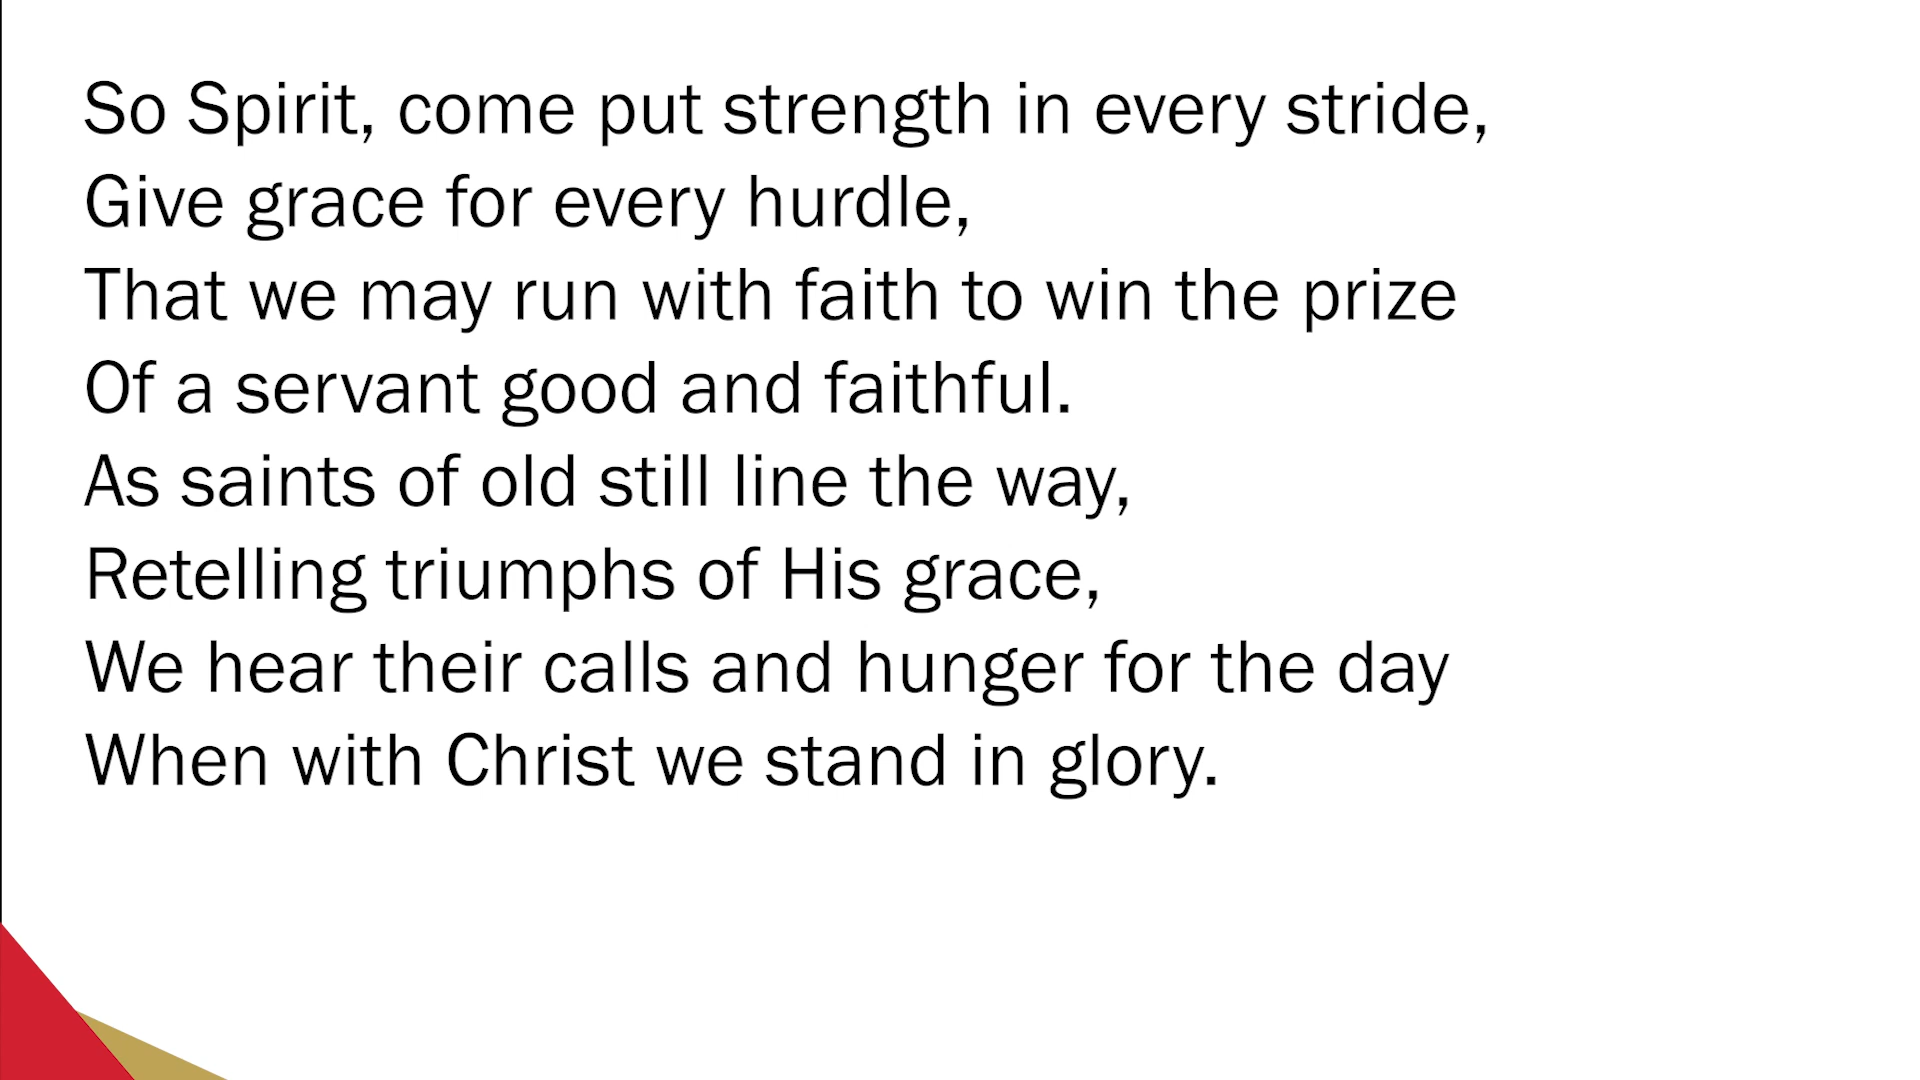 So Spirit, come put strength in every stride,
Give grace for every hurdle,
That we may run with faith to win the prize
Of a servant good and faithful.
As saints of old still line the way,
Retelling triumphs of His grace,
We hear their calls and hunger for the day
When with Christ we stand in glory.